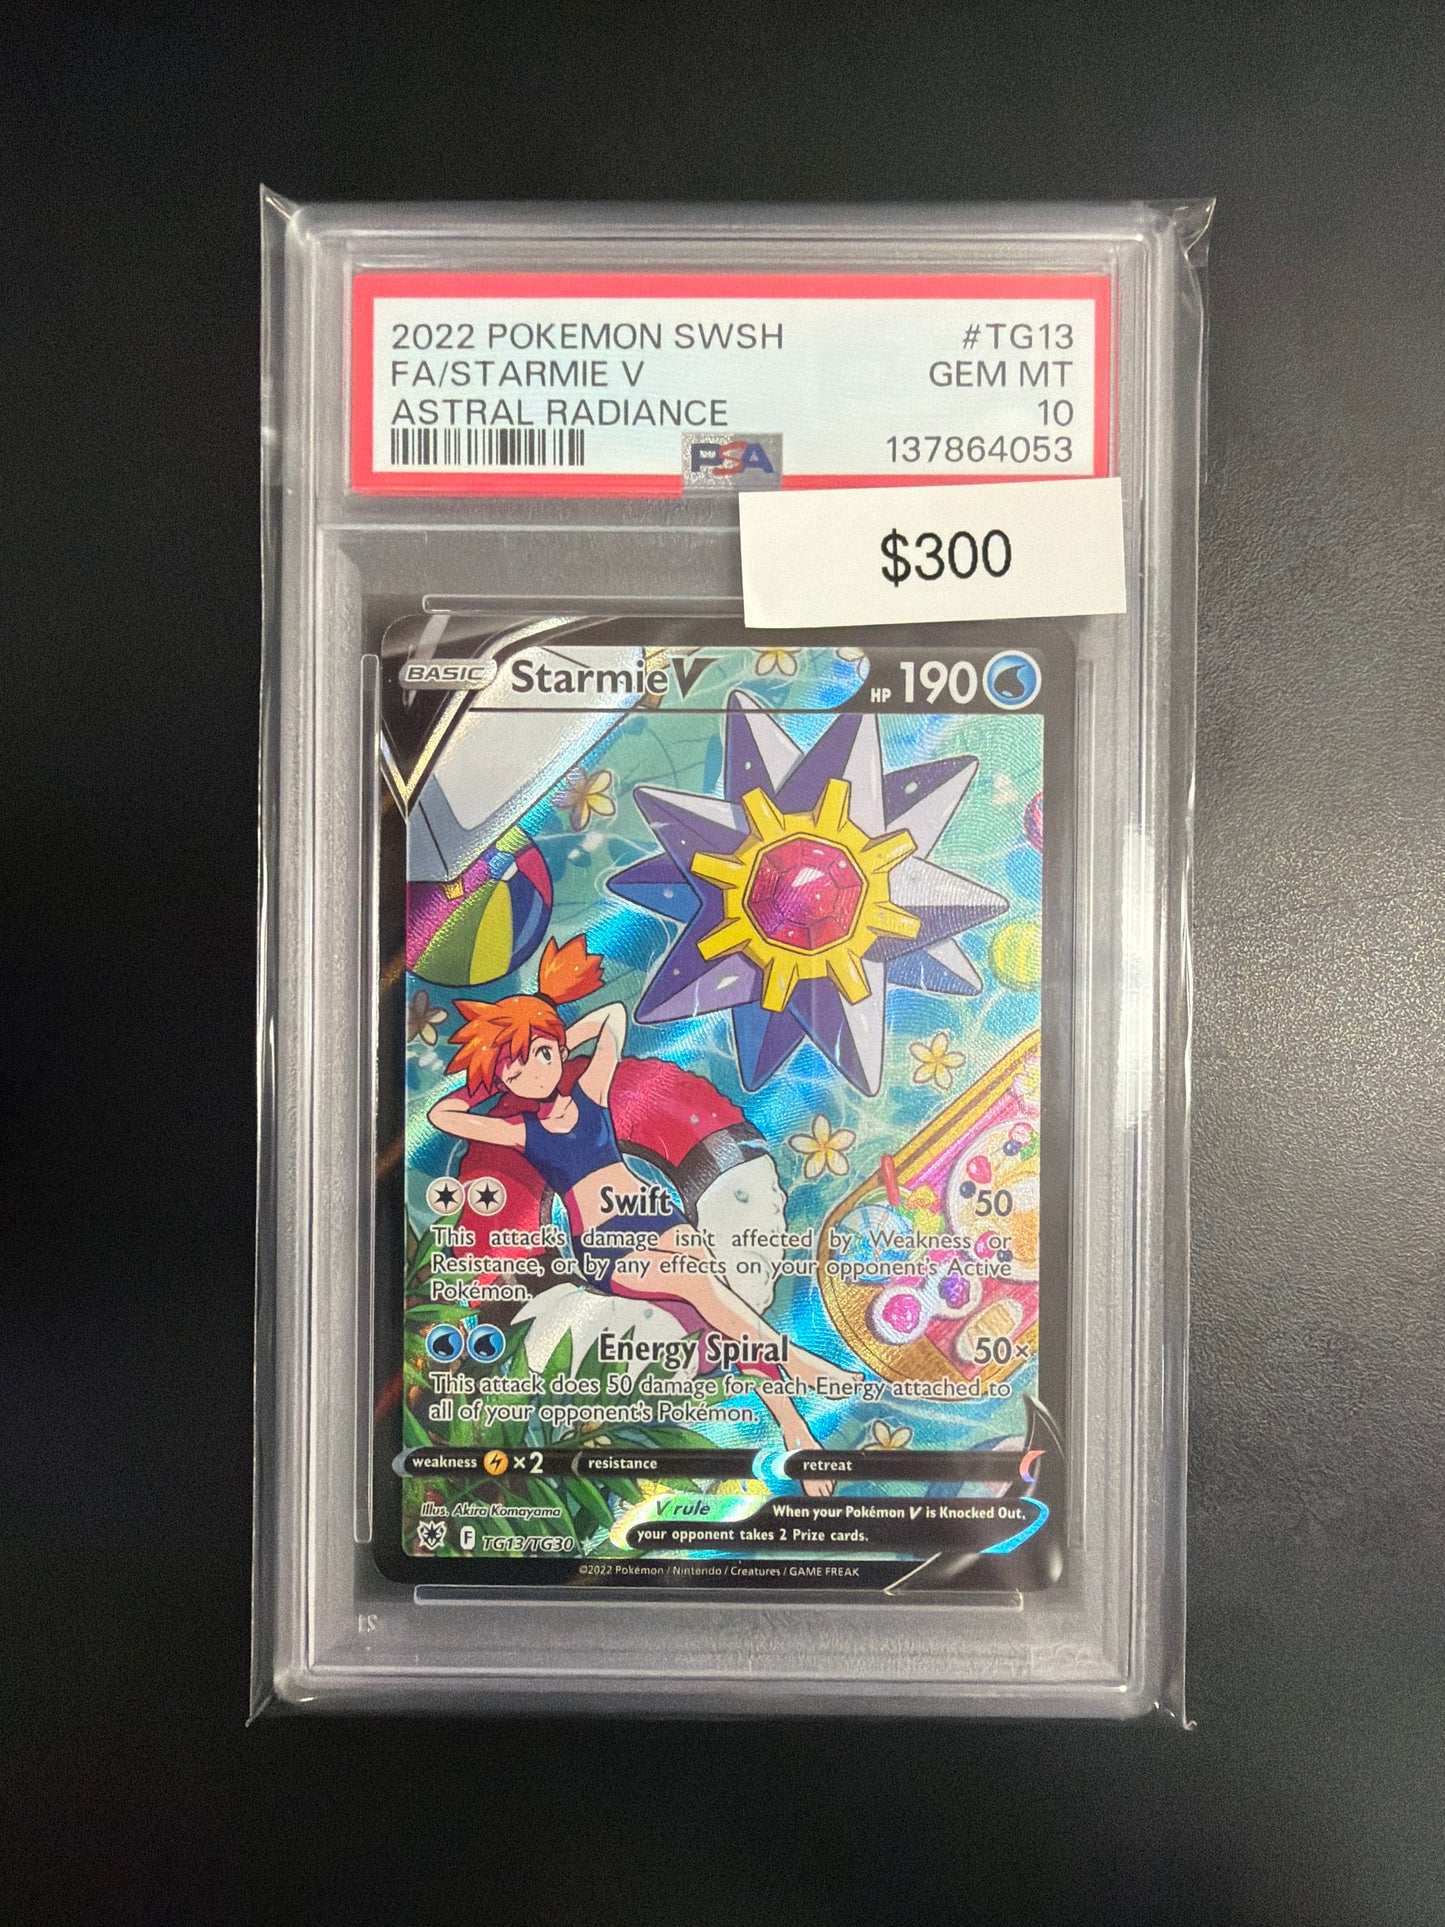 2022 POKEMON SWSH #TG13
FA/STARMIE V GEM MT
ASTRAL RADIANCE 10
PSA 137864053
$300
BASIC Starmie V HP 190
Swift 50
This attack's damage isn't affected by Weakness or
Resistance, or by any effects on your opponent's Active
Pokémon.
Energy Spiral 50×
This attack does 50 damage for each Energy attached to
all of your opponent's Pokémon.
weakness ×2 resistance retreat
Illus. Akira Komayama
V rule When your Pokémon V is Knocked Out,
your opponent takes 2 Prize cards.
F TG13/TG30
©2022 Pokémon / Nintendo / Creatures / GAME FREAK